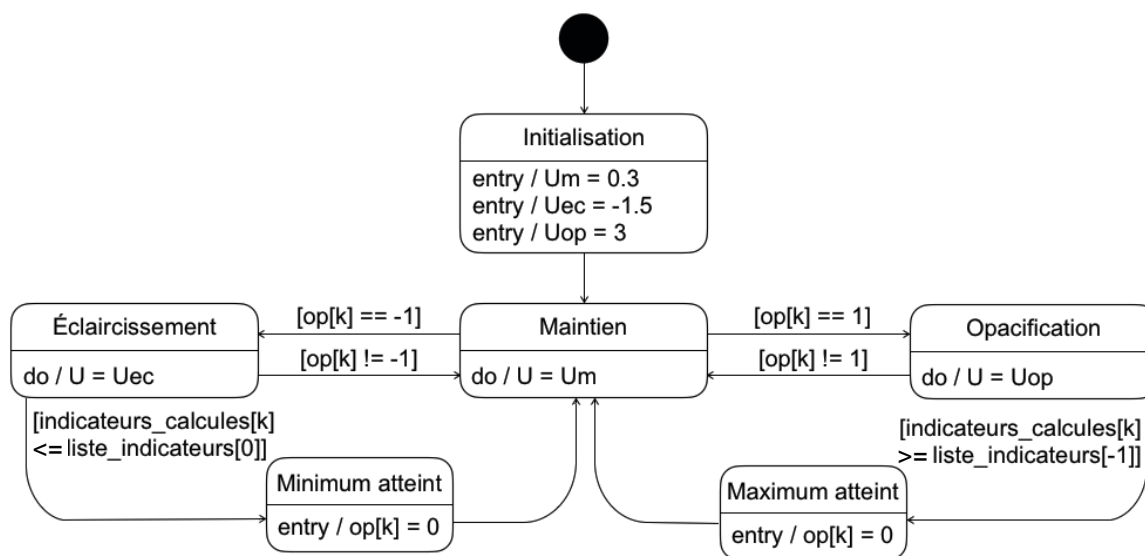 Initialisation
entry / Um = 0.3
entry / Uec = -1.5
entry / Uop = 3
Éclaircissement
do / U = Uec
[op[k] == -1]
[op[k] != -1]
Maintien
do / U = Um
[op[k] == 1]
[op[k] != 1]
Opacification
do / U = Uop
[indicateurs_calcules[k]
<= liste_indicateurs[0]]
Minimum atteint
entry / op[k] = 0
Maximum atteint
entry / op[k] = 0
[indicateurs_calcules[k]
>= liste_indicateurs[-1]]